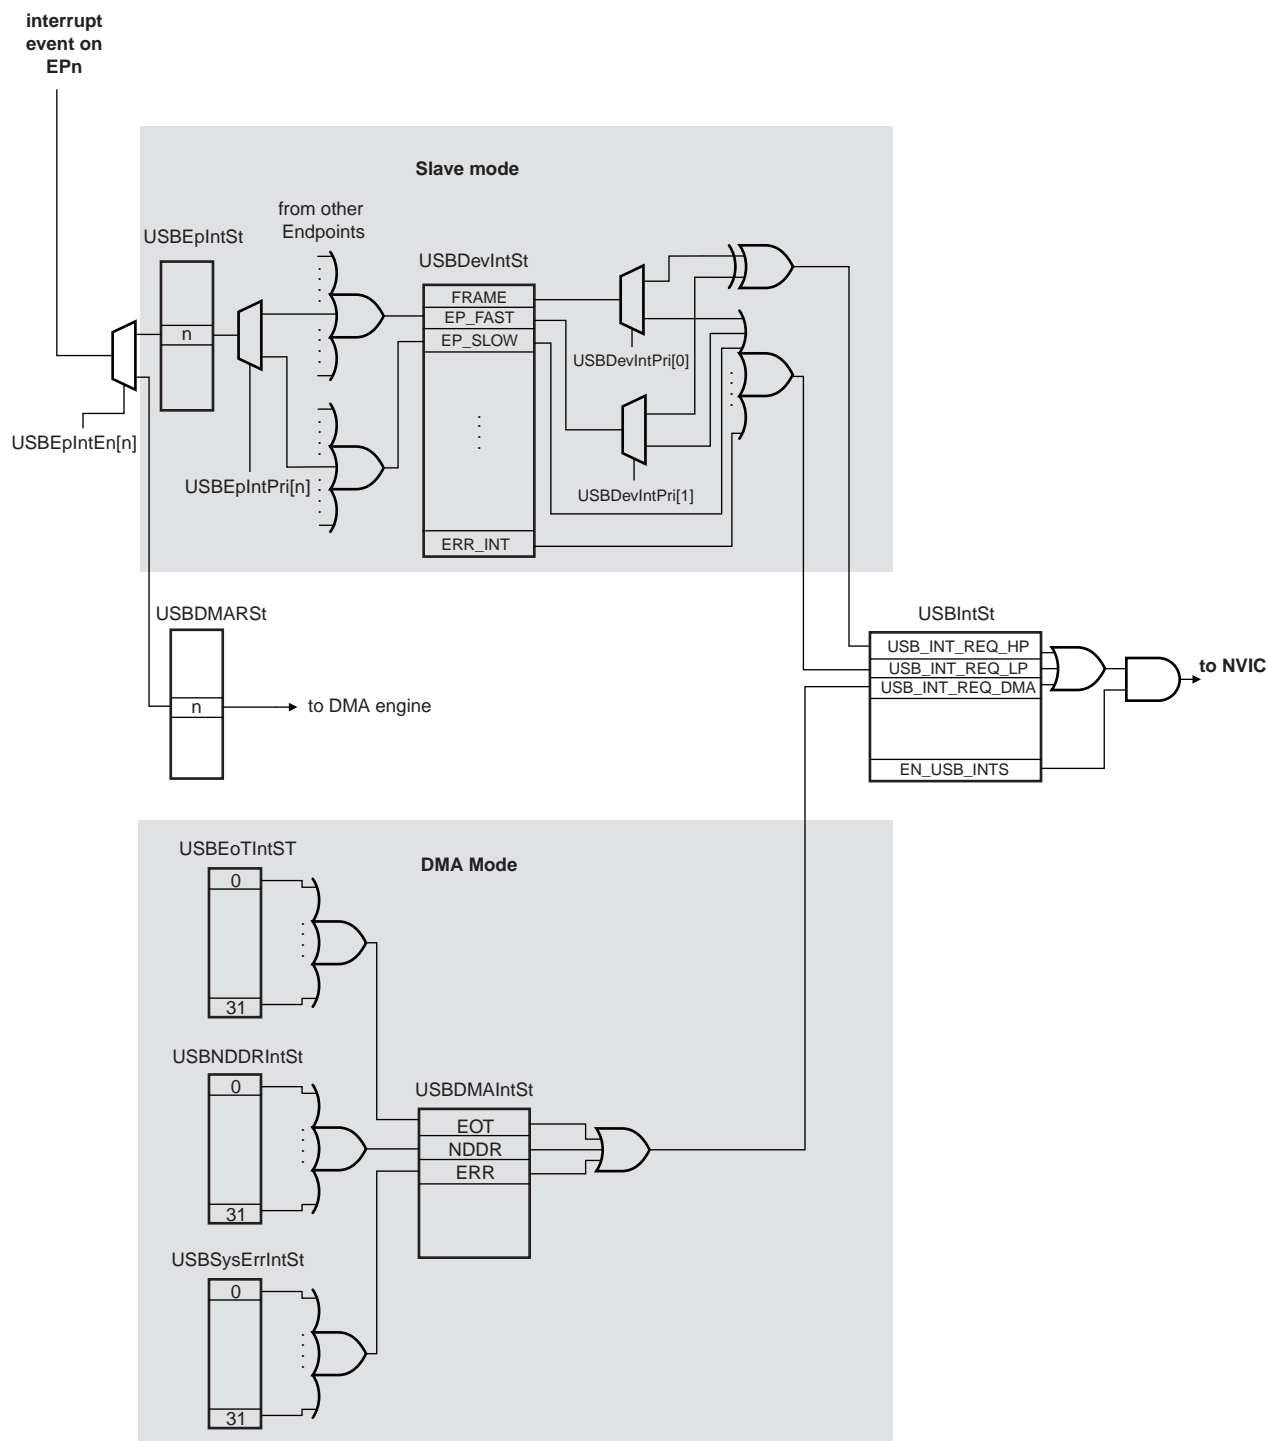 interrupt
event on
EPn
Slave mode
from other
Endpoints
USBEpIntSt
n
USBEpIntEn[n]
USBEpIntPri[n]
USBDevIntSt
FRAME
EP_FAST
EP_SLOW
ERR_INT
USBDevIntPri[0]
USBDevIntPri[1]
USBDMARSt
n
to DMA engine
USBIntSt
USB_INT_REQ_HP
USB_INT_REQ_LP
USB_INT_REQ_DMA
EN_USB_INTS
to NVIC
DMA Mode
USBEoTIntST
0
31
USBNDDRIntSt
0
31
USBSysErrIntSt
0
31
USBDMAIntSt
EOT
NDDR
ERR